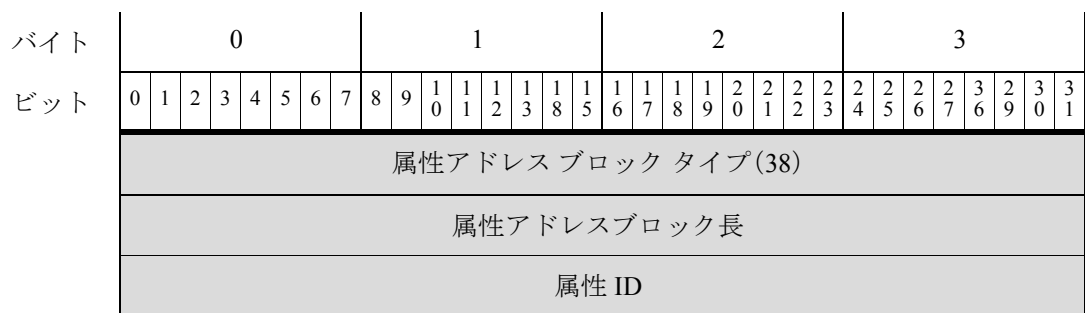 バイト 0 1 2 3
ビット 0 1 2 3 4 5 6 7 8 9 10 11 12 13 18 15 16 17 18 19 20 21 22 23 24 25 26 27 36 29 30 31
属性アドレス ブロック タイプ(38)
属性アドレスブロック長
属性 ID